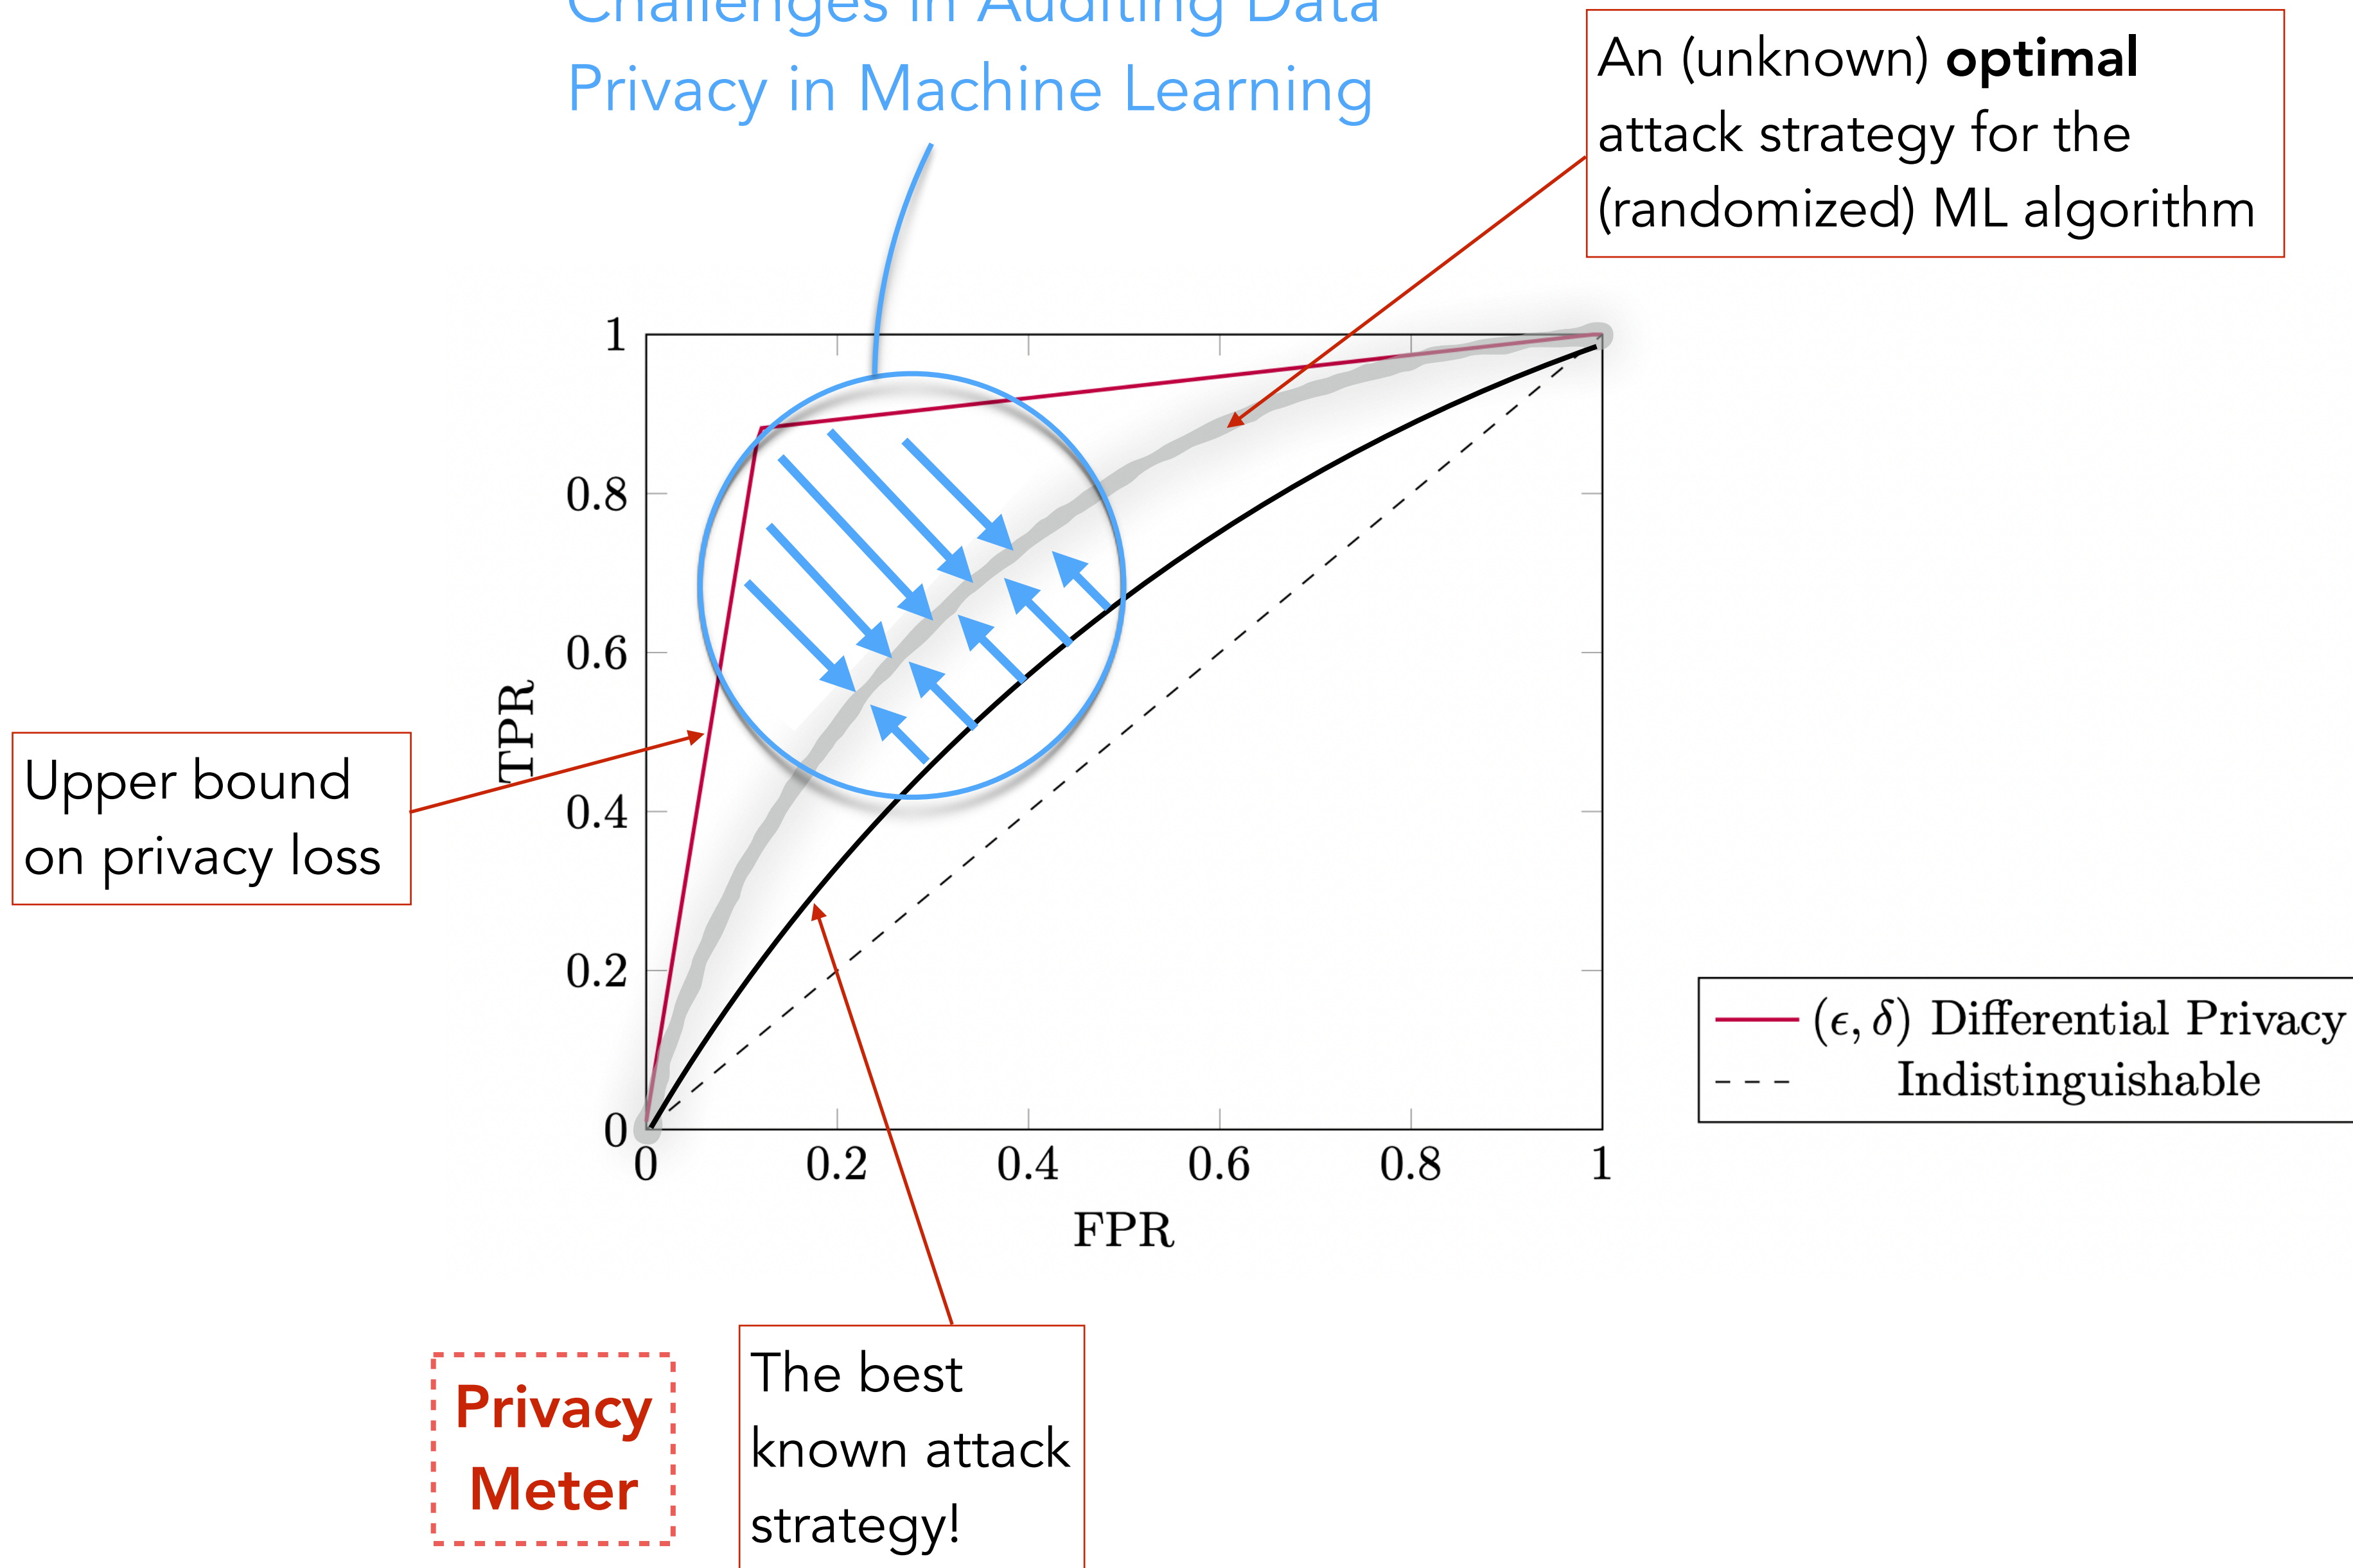 Challenges in Auditing Data
Privacy in Machine Learning
An (unknown) optimal
attack strategy for the
(randomized) ML algorithm
1
0.8
0.6
0.4
0.2
0
TPR
0
0.2
0.4
0.6
0.8
1
FPR
Upper bound
on privacy loss
(ϵ, δ) Differential Privacy
Indistinguishable
Privacy
Meter
The best
known attack
strategy!